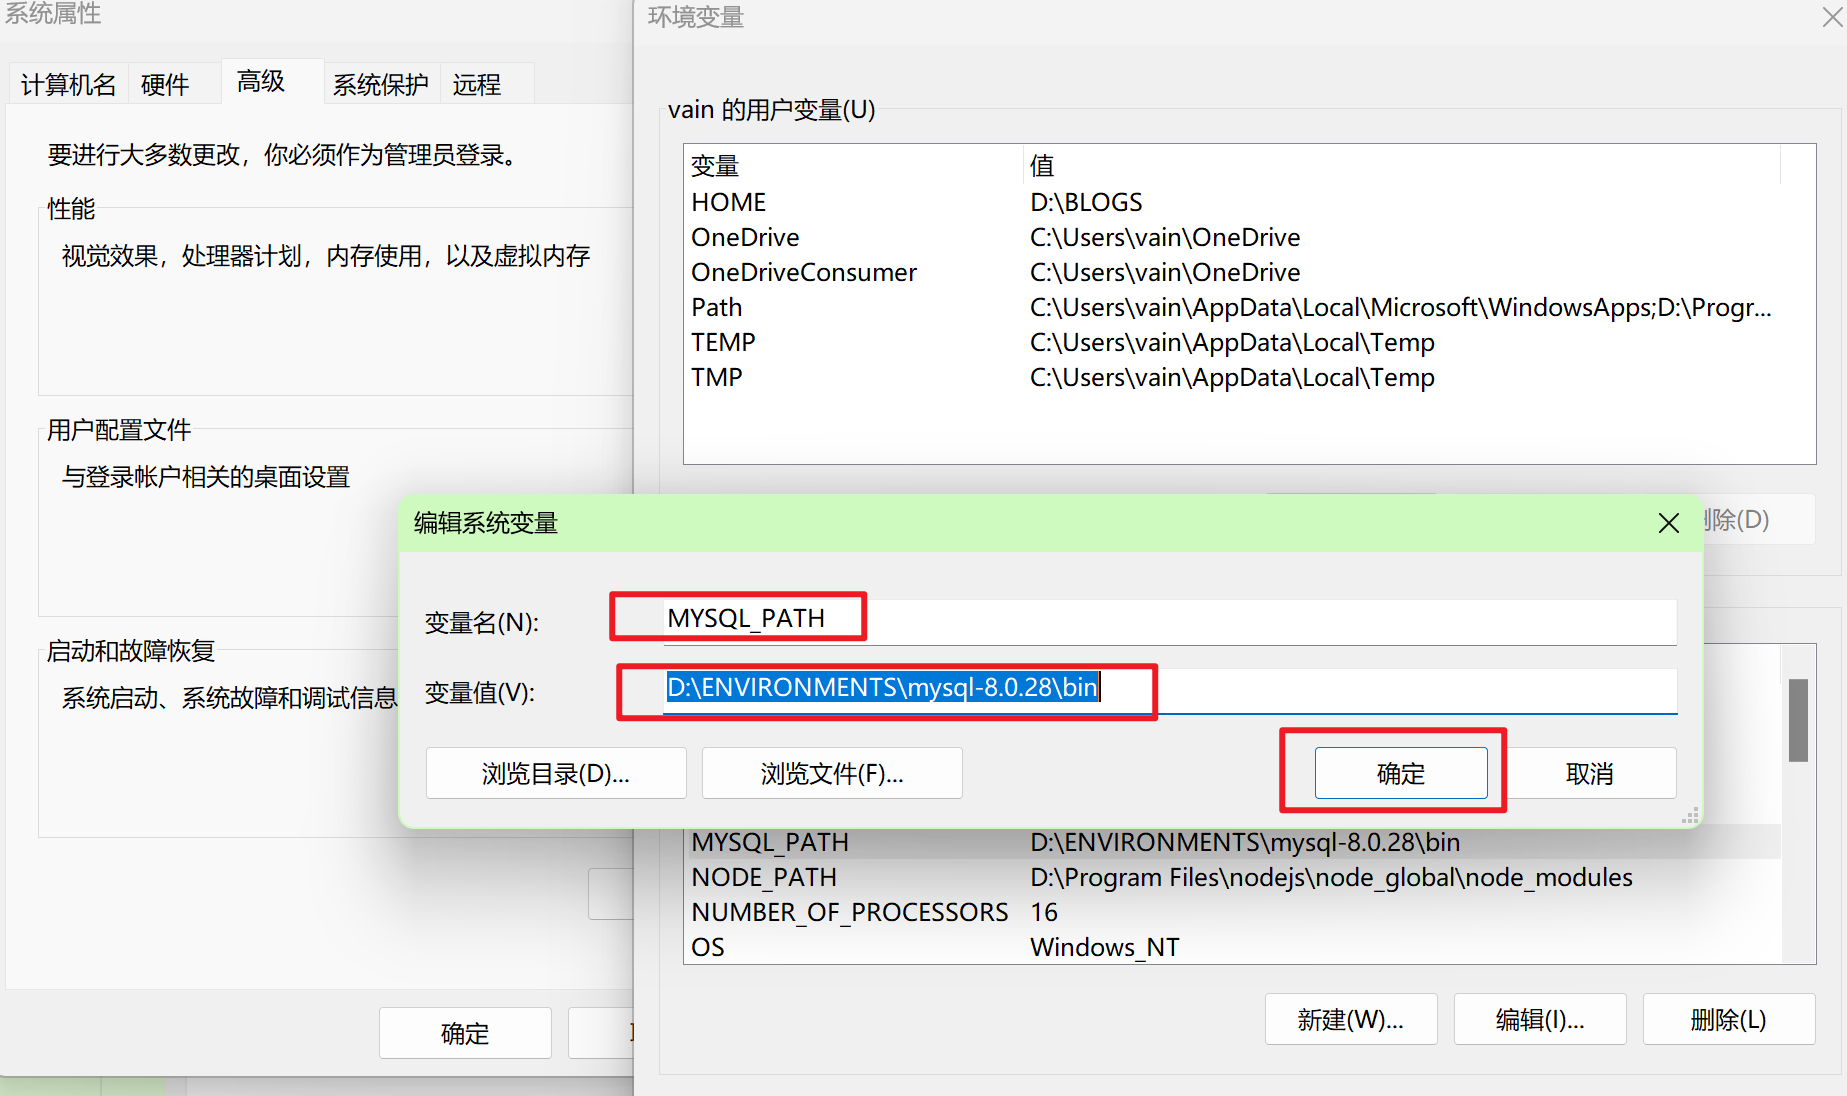 系统属性
计算机名
硬件
高级
系统保护
远程
要进行大多数更改，你必须作为管理员登录。
性能
视觉效果，处理器计划，内存使用，以及虚拟内存
用户配置文件
与登录帐户相关的桌面设置
启动和故障恢复
系统启动、系统故障和调试信息
确定
环境变量
vain 的用户变量(U)
变量 值
HOME D:\BLOGS
OneDrive C:\Users\vain\OneDrive
OneDriveConsumer C:\Users\vain\OneDrive
Path C:\Users\vain\AppData\Local\Microsoft\WindowsApps;D:\Progr...
TEMP C:\Users\vain\AppData\Local\Temp
TMP C:\Users\vain\AppData\Local\Temp
删除(D)
编辑系统变量
变量名(N): MYSQL_PATH
变量值(V): D:\ENVIRONMENTS\mysql-8.0.28\bin
浏览目录(D)...
浏览文件(F)...
确定
取消
MYSQL_PATH D:\ENVIRONMENTS\mysql-8.0.28\bin
NODE_PATH D:\Program Files\nodejs\node_global\node_modules
NUMBER_OF_PROCESSORS 16
OS Windows_NT
新建(W)...
编辑(I)...
删除(L)